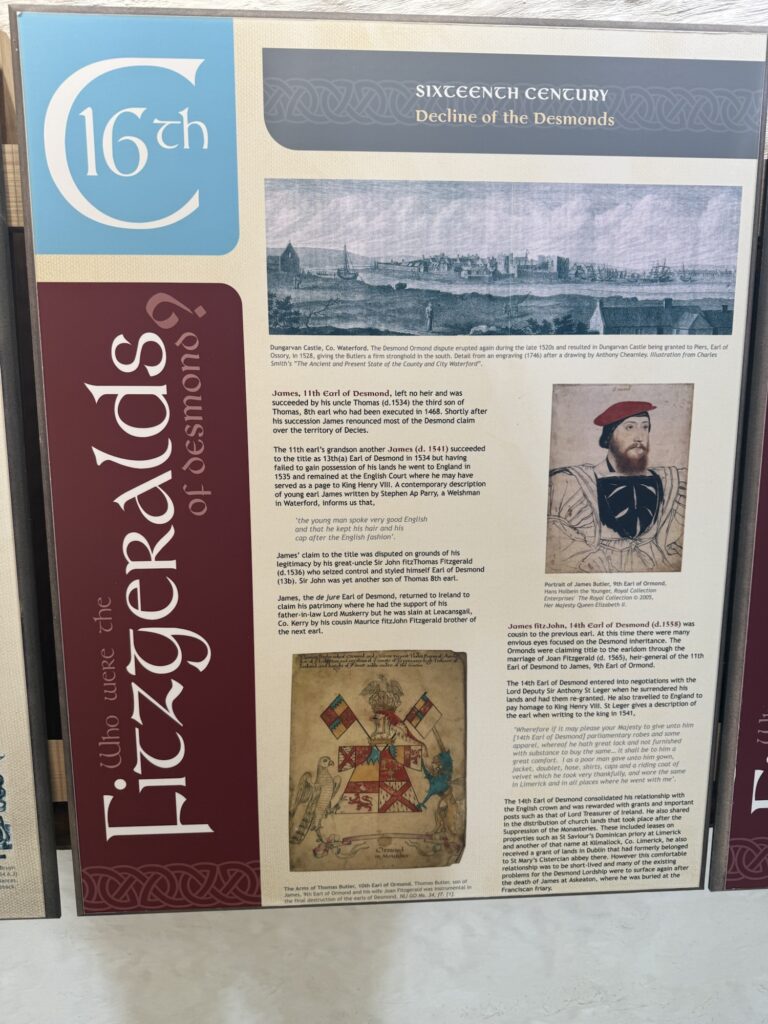 C 16th
SIXTEENTH CENTURY
Decline of the Desmonds
Who were the
Fitzgeralds
of desmond?
Dungarvan Castle, Co. Waterford. The Desmond Ormond dispute erupted again during the late 1520s and resulted in Dungarvan Castle being granted to Piers, Earl of
Ossory, in 1528, giving the Butlers a firm stronghold in the south. Detail from an engraving (1746) after a drawing by Anthony Chearnley. Illustration from Charles
Smith's "The Ancient and Present State of the County and City Waterford".
James, 11th Earl of Desmond, left no heir and was
succeeded by his uncle Thomas (d.1534) the third son of
Thomas, 8th earl who had been executed in 1468. Shortly after
his succession James renounced most of the Desmond claim
over the territory of Decies.
The 11th earl's grandson another James (d. 1541) succeeded
to the title as 13th(a) Earl of Desmond in 1534 but having
failed to gain possession of his lands he went to England in
1535 and remained at the English Court where he may have
served as a page to King Henry VIII. A contemporary description
of young earl James written by Stephen Ap Parry, a Welshman
in Waterford, informs us that,
'the young man spoke very good English
and that he kept his hair and his
cap after the English fashion'.
James' claim to the title was disputed on grounds of his
legitimacy by his great-uncle Sir John fitzThomas Fitzgerald
(d.1536) who seized control and styled himself Earl of Desmond
(13b). Sir John was yet another son of Thomas 8th earl.
James, the de jure Earl of Desmond, returned to Ireland to
claim his patrimony where he had the support of his
father-in-law Lord Muskerry but he was slain at Leacansgail,
Co. Kerry by his cousin Maurice fitzJohn Fitzgerald brother of
the next earl.
Ormond
The Arms of Thomas Butler, 10th Earl of Ormond. Thomas Butler, son of
James, 9th Earl of Ormond and his wife Joan Fitzgerald was instrumental in
the final destruction of the earls of Desmond. NLI GO Ms. 34, ff. [1].
Portrait of James Butler, 9th Earl of Ormond.
Hans Holbein the Younger, Royal Collection
Enterprises' The Royal Collection © 2005,
Her Majesty Queen Elizabeth II.
James fitzJohn, 14th Earl of Desmond (d.1558) was
cousin to the previous earl. At this time there were many
envious eyes focused on the Desmond inheritance. The
Ormonds were claiming title to the earldom through the
marriage of Joan Fitzgerald (d. 1565), heir-general of the 11th
Earl of Desmond to James, 9th Earl of Ormond.
The 14th Earl of Desmond entered into negotiations with the
Lord Deputy Sir Anthony St Leger when he surrendered his
lands and had them re-granted. He also travelled to England to
pay homage to King Henry VIII. St Leger gives a description of
the earl when writing to the king in 1541,
"Wherefore if it may please your Majesty to give unto him
[14th Earl of Desmond] parliamentary robes and some
apparel, whereof he hath great lack and not furnished
with substance to buy the same... it shall be to him a
great comfort. I as a poor man gave unto him gown,
jacket, doublet, hose, shirts, caps and a riding coat of
velvet which he took very thankfully, and wore the same
in Limerick and in all places where he went with me'.
The 14th Earl of Desmond consolidated his relationship with
the English crown and was rewarded with grants and important
posts such as that of Lord Treasurer of Ireland. He also shared
in the distribution of church lands that took place after the
Suppression of the Monasteries. These included leases on
properties such as St Saviour's Dominican priory at Limerick
and another of that name at Kilmallock, Co. Limerick, he also
received a grant of lands in Dublin that had formerly belonged
to St Mary's Cistercian abbey there. However this comfortable
relationship was to be short-lived and many of the existing
problems for the Desmond Lordship were to surface again after
the death of James at Askeaton, where he was buried at the
Franciscan friary.